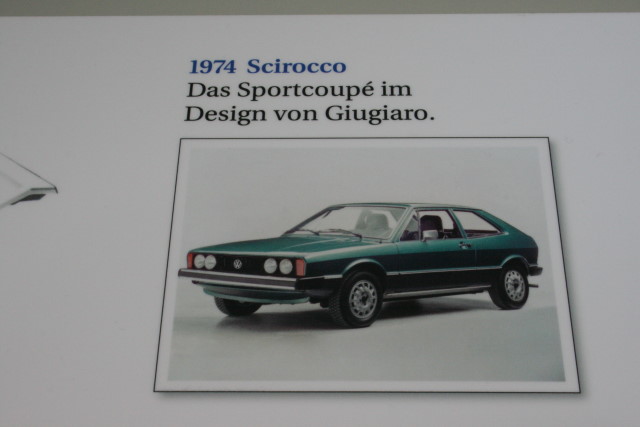 1974 Scirocco
Das Sportcoupé im
Design von Giugiaro.